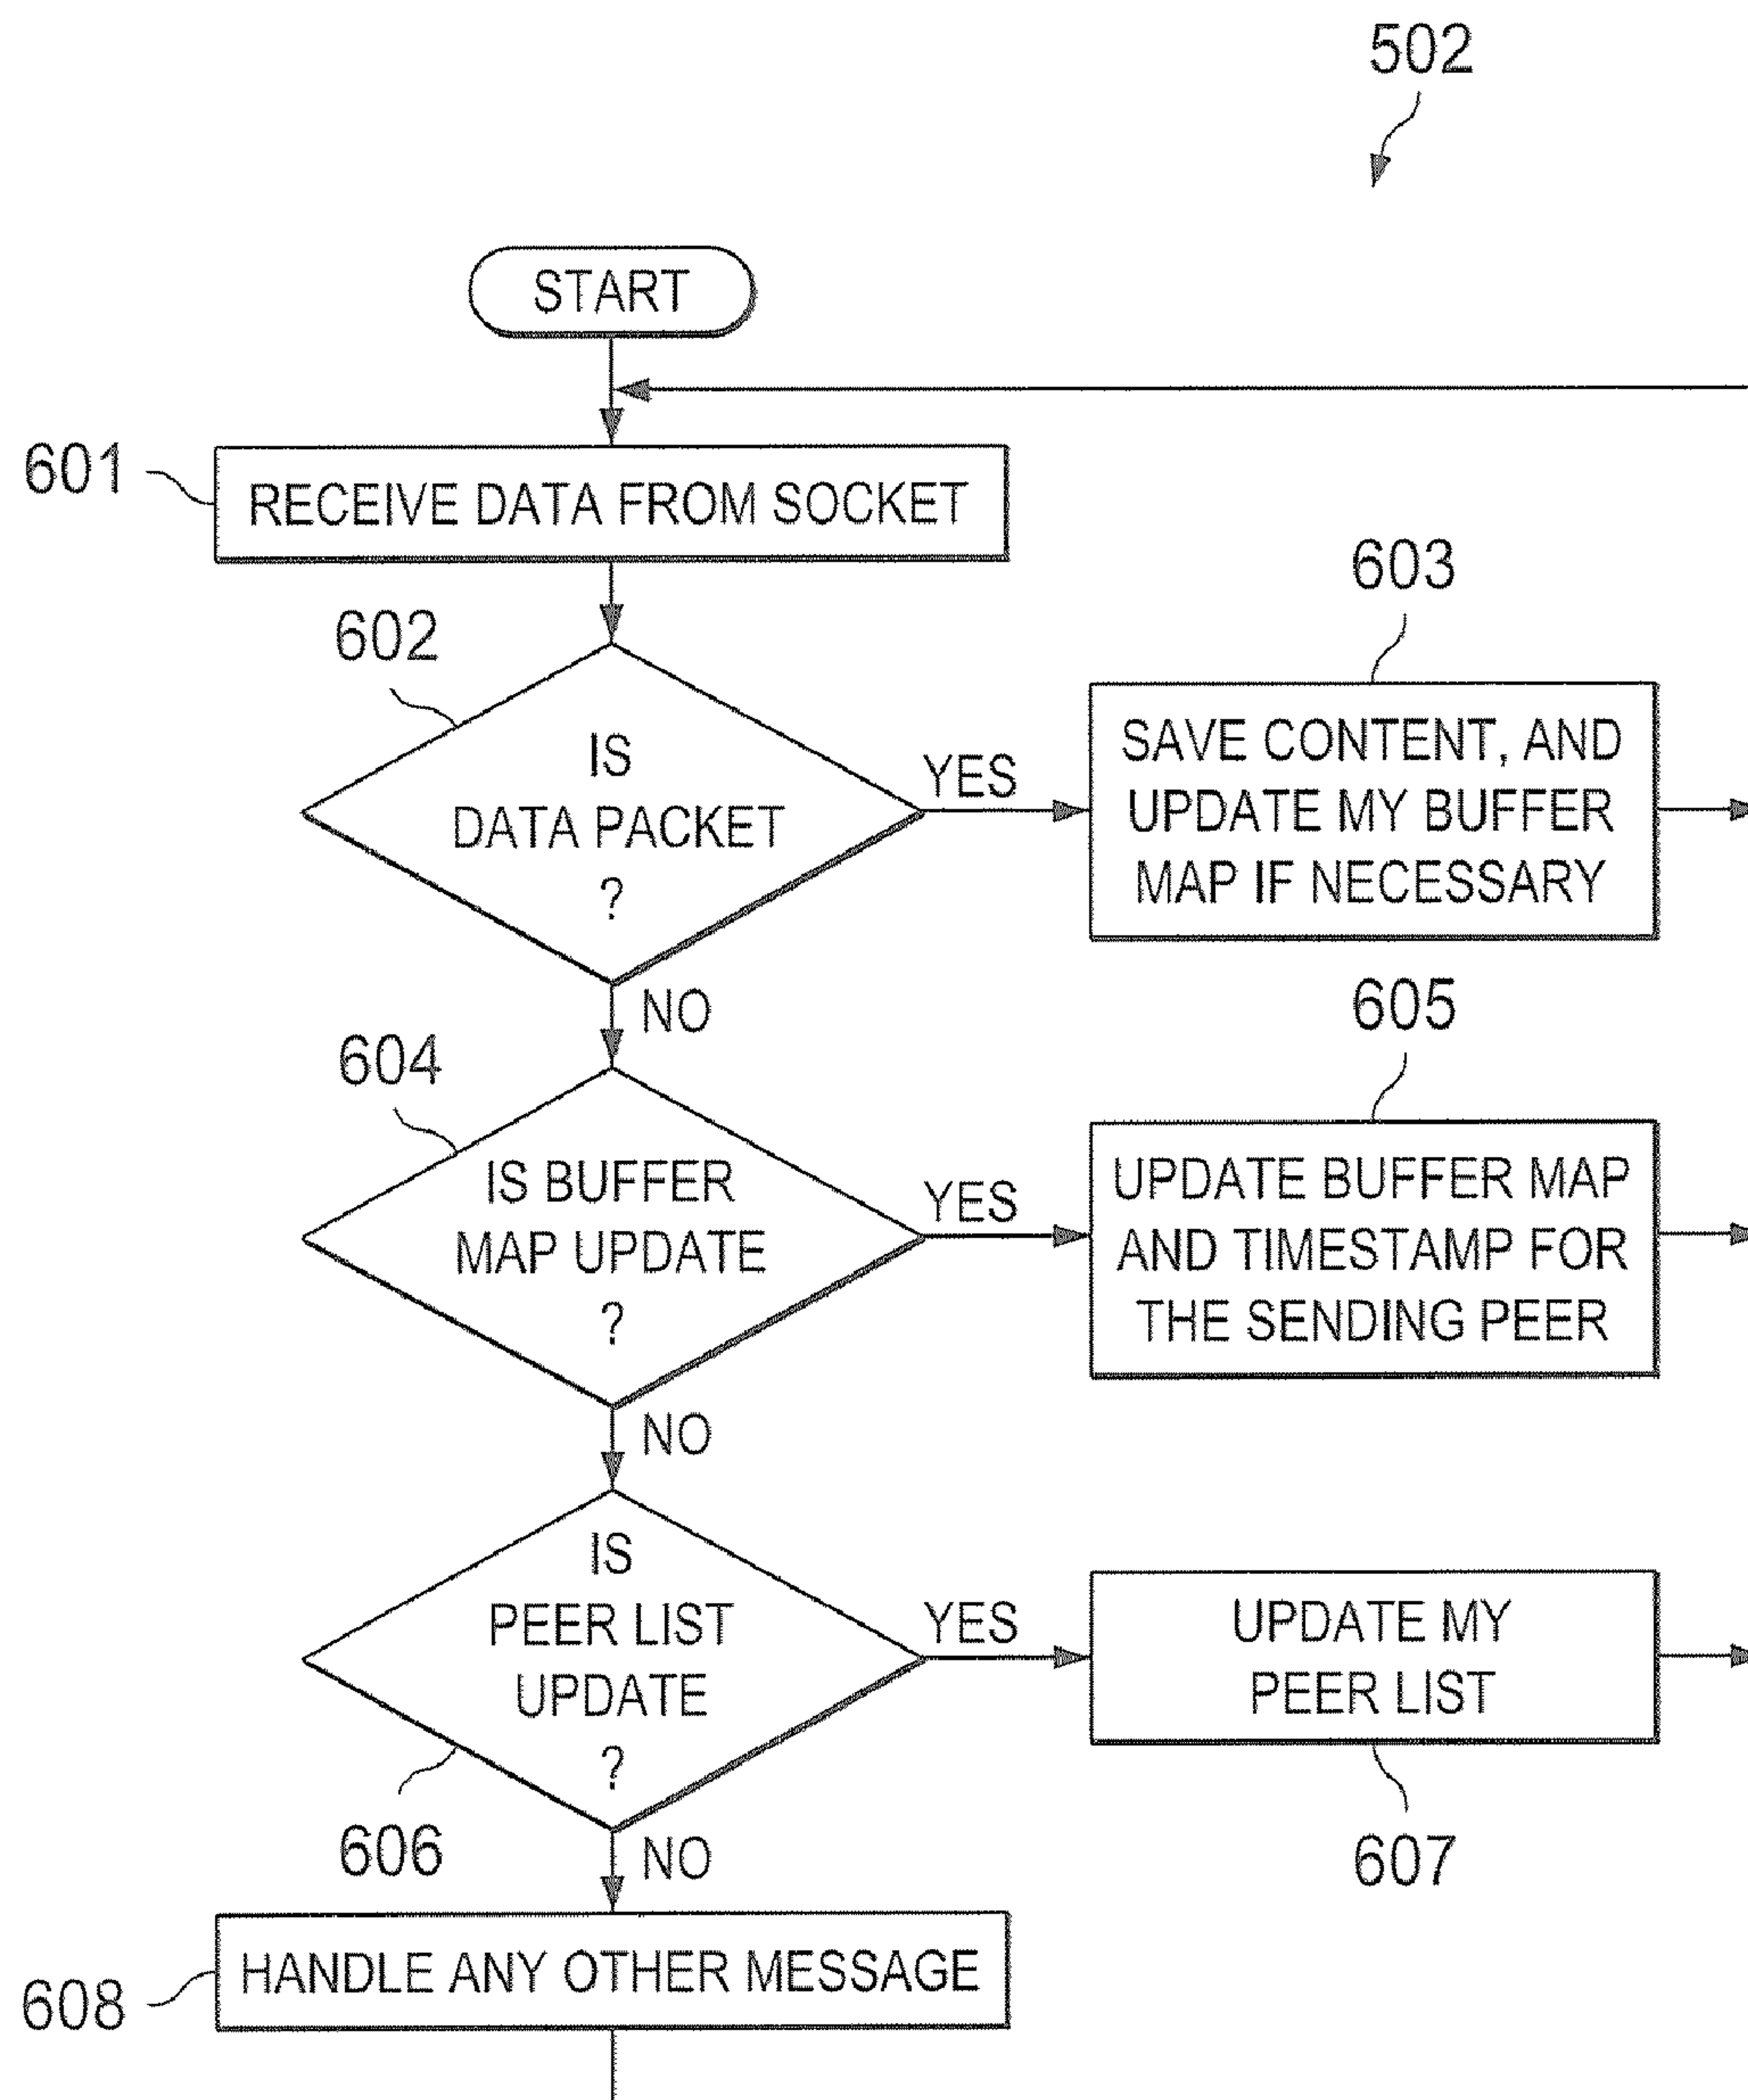 502
START
601
RECEIVE DATA FROM SOCKET
602
603
IS
DATA PACKET
?
YES
SAVE CONTENT, AND
UPDATE MY BUFFER
MAP IF NECESSARY
NO
604
605
IS BUFFER
MAP UPDATE
?
YES
UPDATE BUFFER MAP
AND TIMESTAMP FOR
THE SENDING PEER
NO
IS
PEER LIST
UPDATE
?
YES
UPDATE MY
PEER LIST
606
607
NO
HANDLE ANY OTHER MESSAGE
608